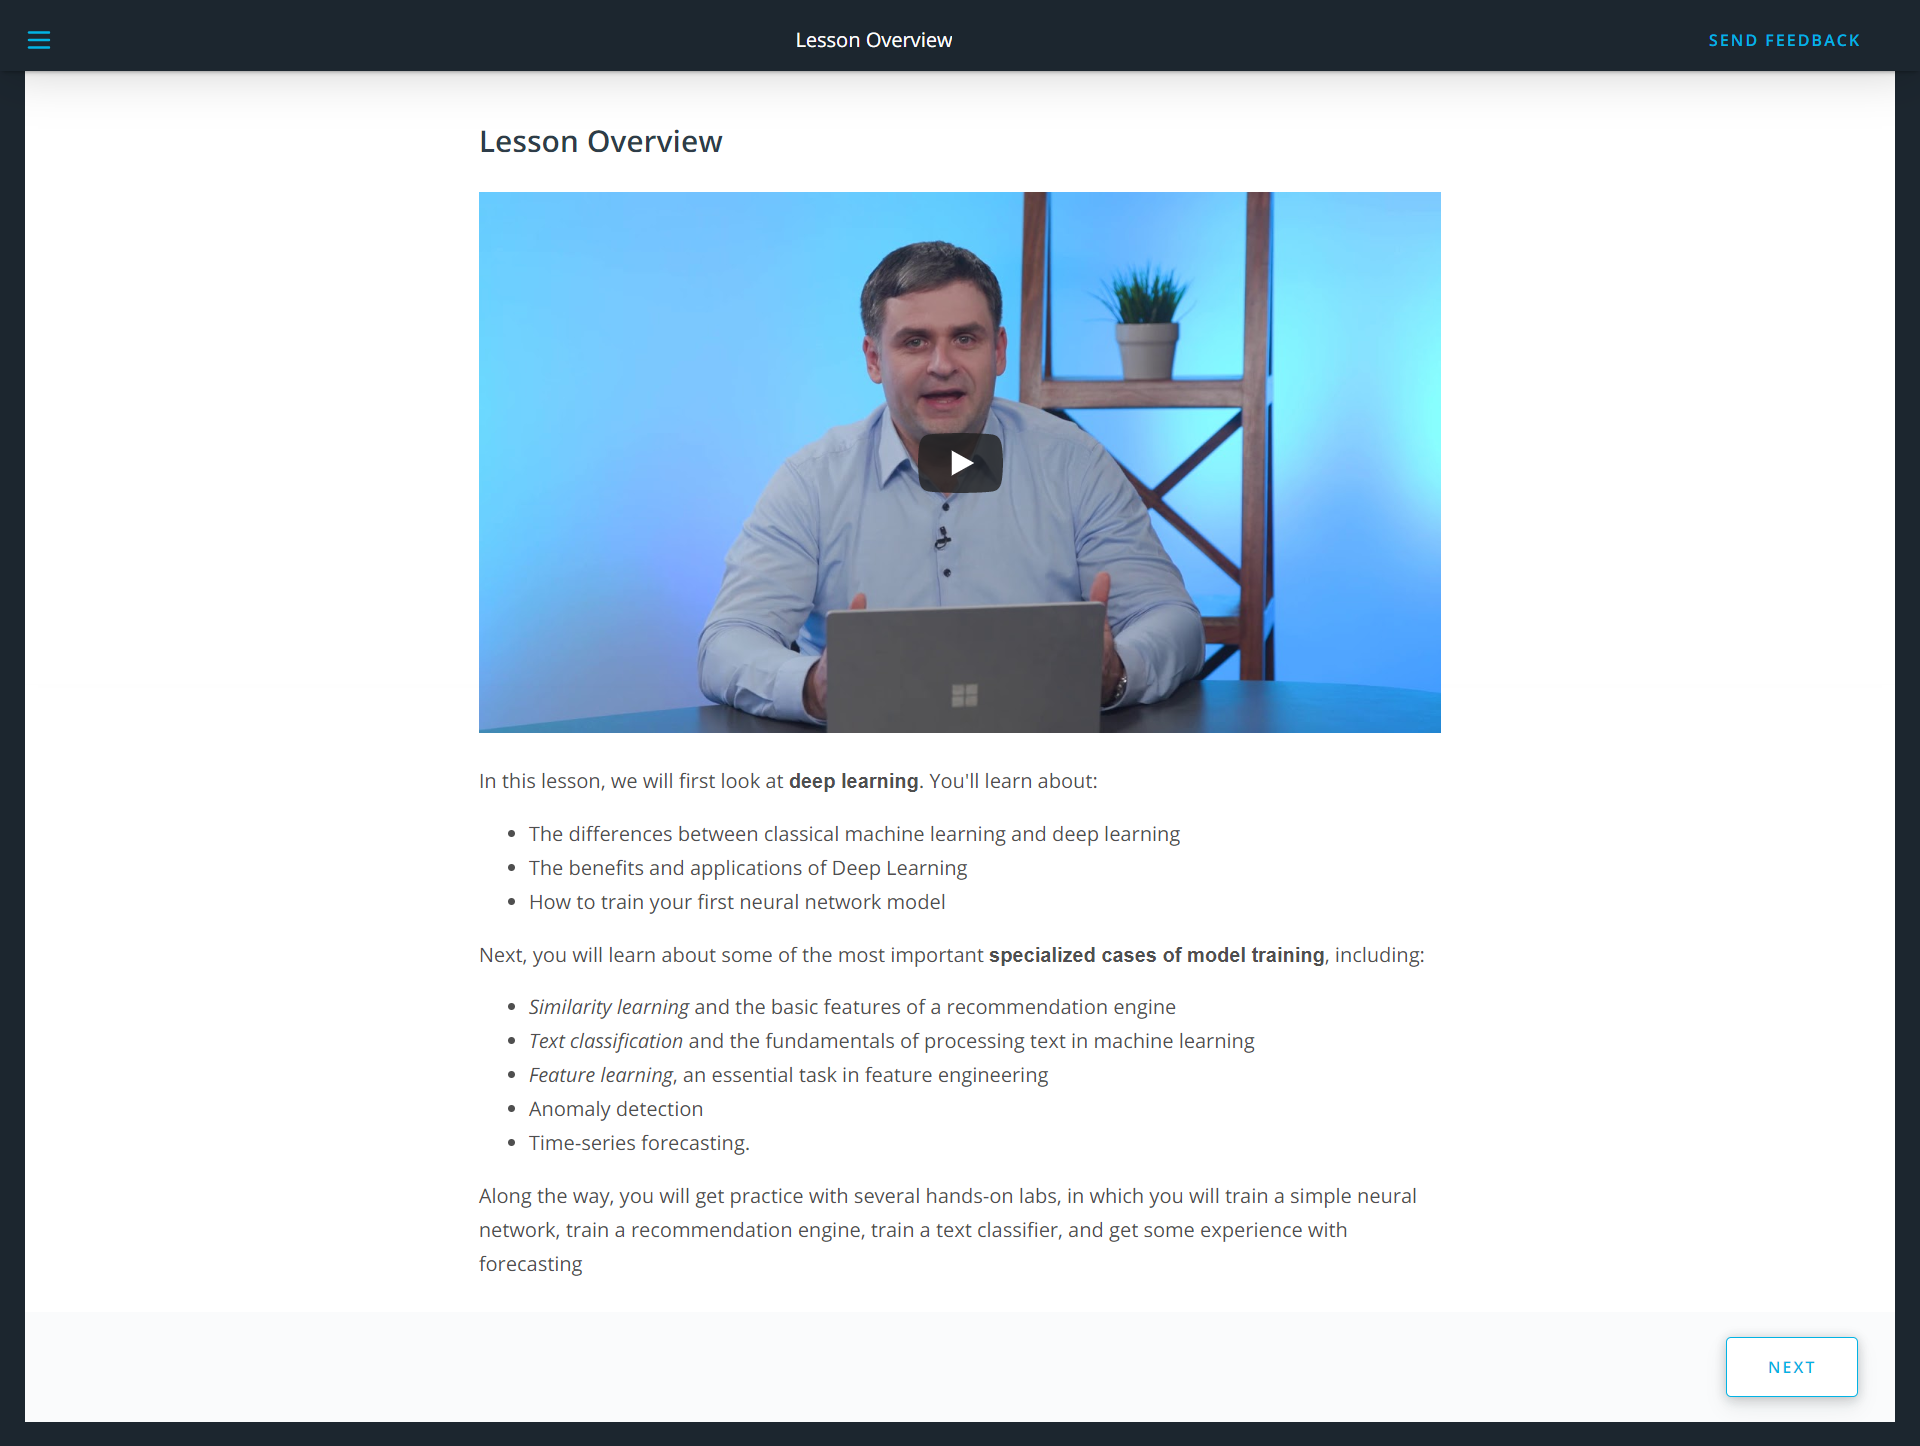 Lesson Overview
SEND FEEDBACK
Lesson Overview
In this lesson, we will first look at deep learning. You'll learn about:
The differences between classical machine learning and deep learning
The benefits and applications of Deep Learning
How to train your first neural network model
Next, you will learn about some of the most important specialized cases of model training, including:
Similarity learning and the basic features of a recommendation engine
Text classification and the fundamentals of processing text in machine learning
Feature learning, an essential task in feature engineering
Anomaly detection
Time-series forecasting.
Along the way, you will get practice with several hands-on labs, in which you will train a simple neural
network, train a recommendation engine, train a text classifier, and get some experience with
forecasting
NEXT